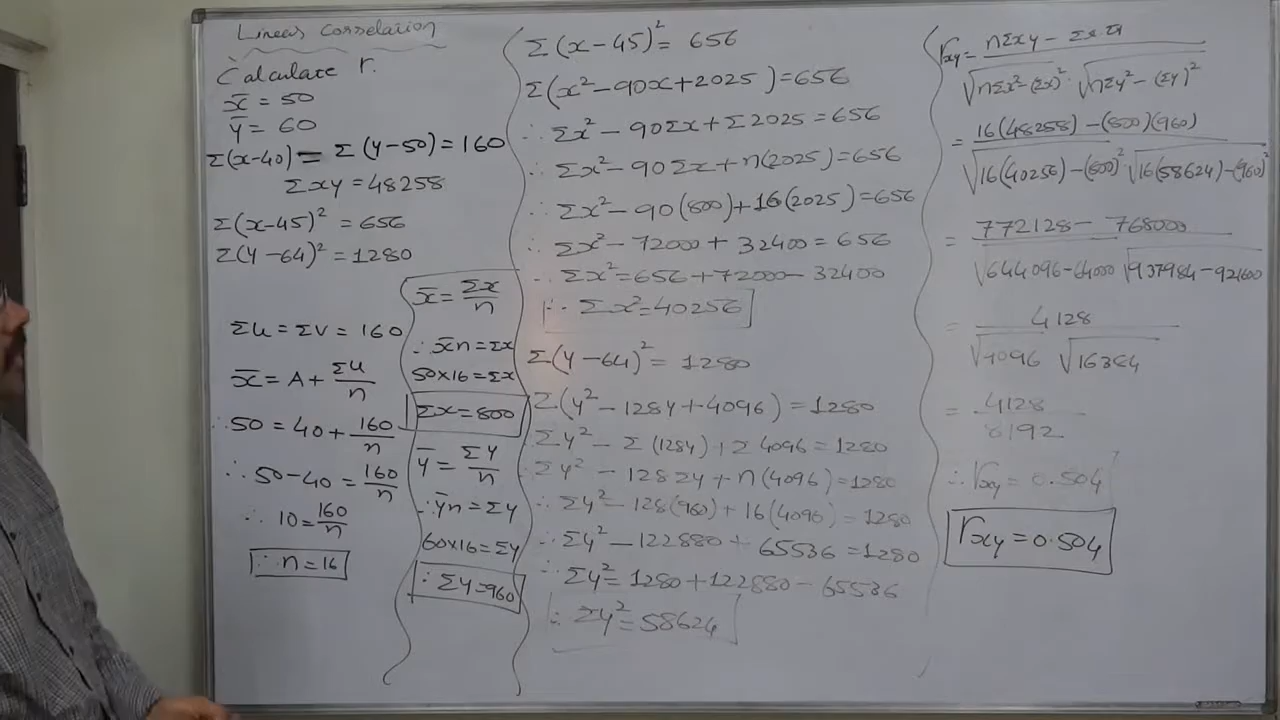 Linear Correlation
Calculate r.
x̄ = 50
ȳ = 60
Σ(x-40) = Σ(y-50) = 160
Σxy = 48258
Σ(x-45)² = 656
Σ(y-64)² = 1280
Σu = Σv = 160
x̄ = A + Σu/n
∴ 50 = 40 + 160/n
∴ 50-40 = 160/n
∴ 10 = 160/n
∴ n = 16
x̄ = Σx/n
∴ x̄n = Σx
50×16 = Σx
Σx = 800
ȳ = Σy/n
∴ ȳn = Σy
60×16 = Σy
∴ Σy = 960
Σ(x-45)² = 656
Σ(x²-90x+2025) = 656
∴ Σx² - 90Σx + Σ2025 = 656
∴ Σx² - 90Σx + n(2025) = 656
∴ Σx² - 90(800) + 16(2025) = 656
∴ Σx² - 72000 + 32400 = 656
∴ Σx² = 656 + 72000 - 32400
∴ Σx² = 40256
Σ(y-64)² = 1280
Σ(y² - 128y + 4096) = 1280
Σy² - Σ(128y) + Σ4096 = 1280
Σy² - 128Σy + n(4096) = 1280
∴ Σy² - 128(960) + 16(4096) = 1280
∴ Σy² - 122880 + 65536 = 1280
∴ Σy² = 1280 + 122880 - 65536
∴ Σy² = 58624
rxy = nΣxy - Σx.Σy
√nΣx²-(Σx)² . √nΣy²-(Σy)²
= 16(48258) - (800)(960)
√16(40256)-(800)² √16(58624)-(960)²
= 772128 - 768000
√644096-64000 √937984-921600
= 4128
√4096 √16384
= 4128
8192
∴ rxy = 0.504
rxy = 0.504